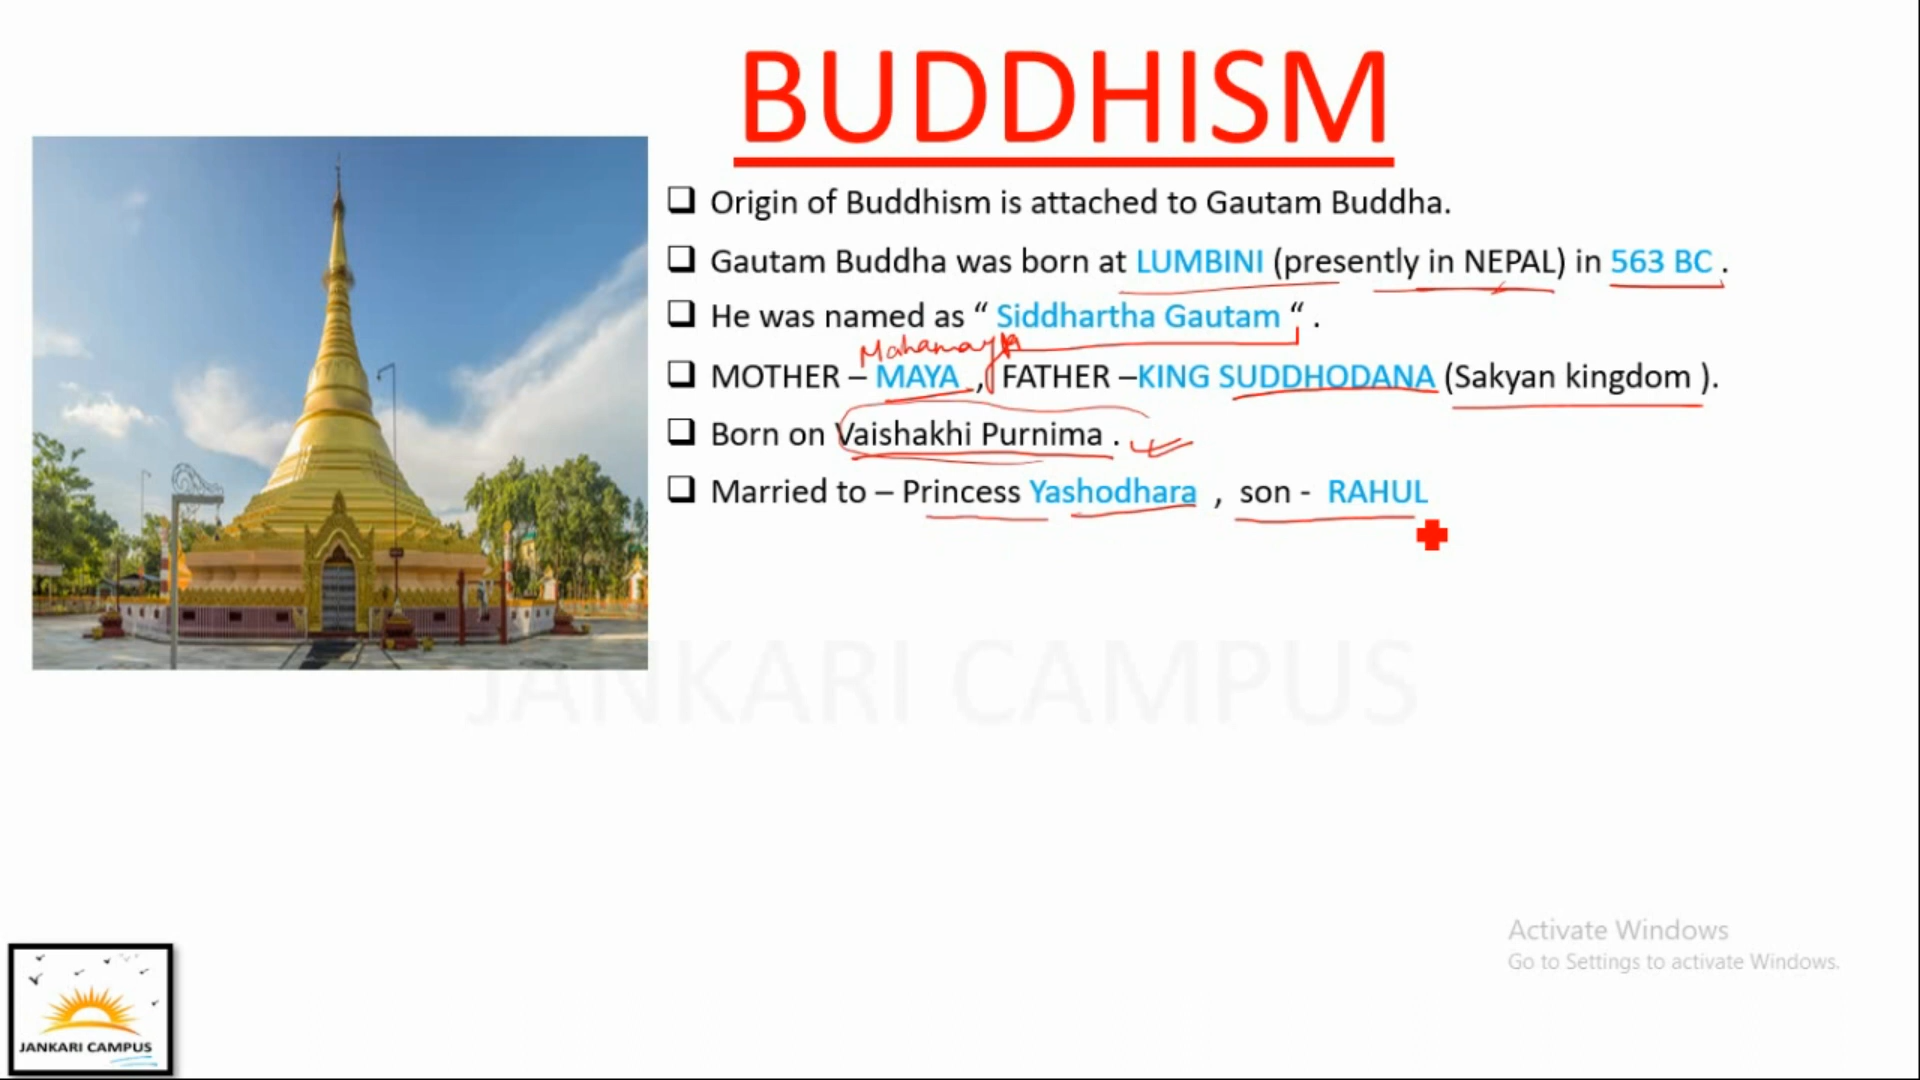 BUDDHISM
Origin of Buddhism is attached to Gautam Buddha.
Gautam Buddha was born at LUMBINI (presently in NEPAL) in 563 BC .
He was named as “ Siddhartha Gautam “ .
Mahamaya
MOTHER – MAYA , FATHER –KING SUDDHODANA (Sakyan kingdom ).
Born on Vaishakhi Purnima .
Married to – Princess Yashodhara , son - RAHUL
JANKARI CAMPUS
Activate Windows
Go to Settings to activate Windows.
JANKARI CAMPUS